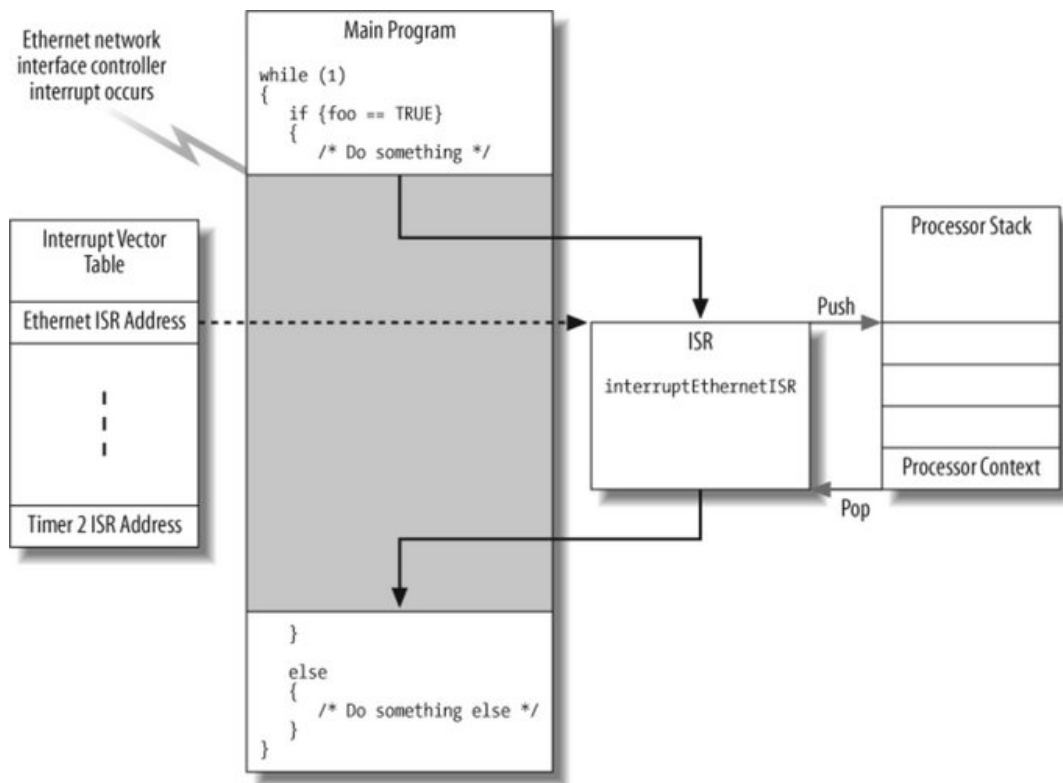 Ethernet network
interface controller
interrupt occurs
Main Program
while (1)
{
if {foo == TRUE}
{
/* Do something */
Interrupt Vector
Table
Ethernet ISR Address
Timer 2 ISR Address
ISR
interruptEthernetISR
Push
Pop
Processor Stack
Processor Context
}
else
{
/* Do something else */
}
}